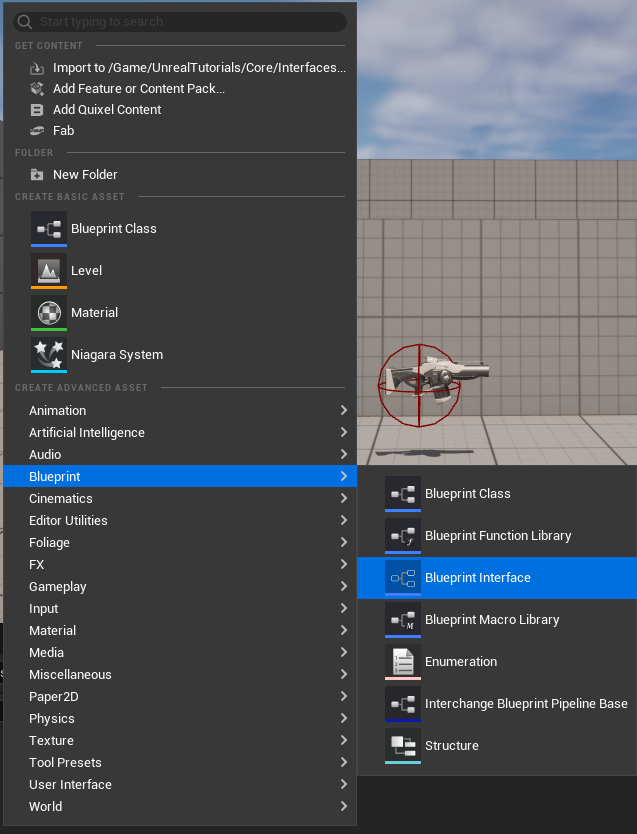 Start typing to search
GET CONTENT
Import to /Game/UnrealTutorials/Core/Interfaces...
Add Feature or Content Pack...
Add Quixel Content
Fab
FOLDER
New Folder
CREATE BASIC ASSET
Blueprint Class
Level
Material
Niagara System
CREATE ADVANCED ASSET
Animation
Artificial Intelligence
Audio
Blueprint
Cinematics
Editor Utilities
Foliage
FX
Gameplay
Input
Material
Media
Miscellaneous
Paper2D
Physics
Texture
Tool Presets
User Interface
World
Blueprint Class
Blueprint Function Library
Blueprint Interface
Blueprint Macro Library
Enumeration
Interchange Blueprint Pipeline Base
Structure